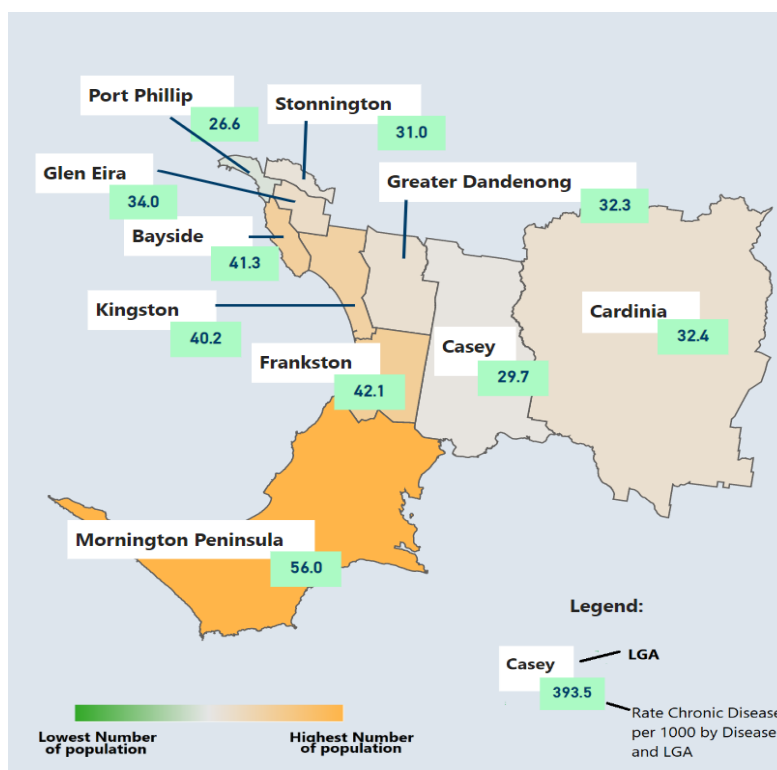 Port Phillip
26.6
Stonnington
31.0
Glen Eira
34.0
Greater Dandenong
32.3
Bayside
41.3
Kingston
40.2
Cardinia
32.4
Frankston
42.1
Casey
29.7
Mornington Peninsula
56.0
Legend:
Casey
LGA
393.5
Rate Chronic Disease
per 1000 by Disease
and LGA
Lowest Number
of population
Highest Number
of population